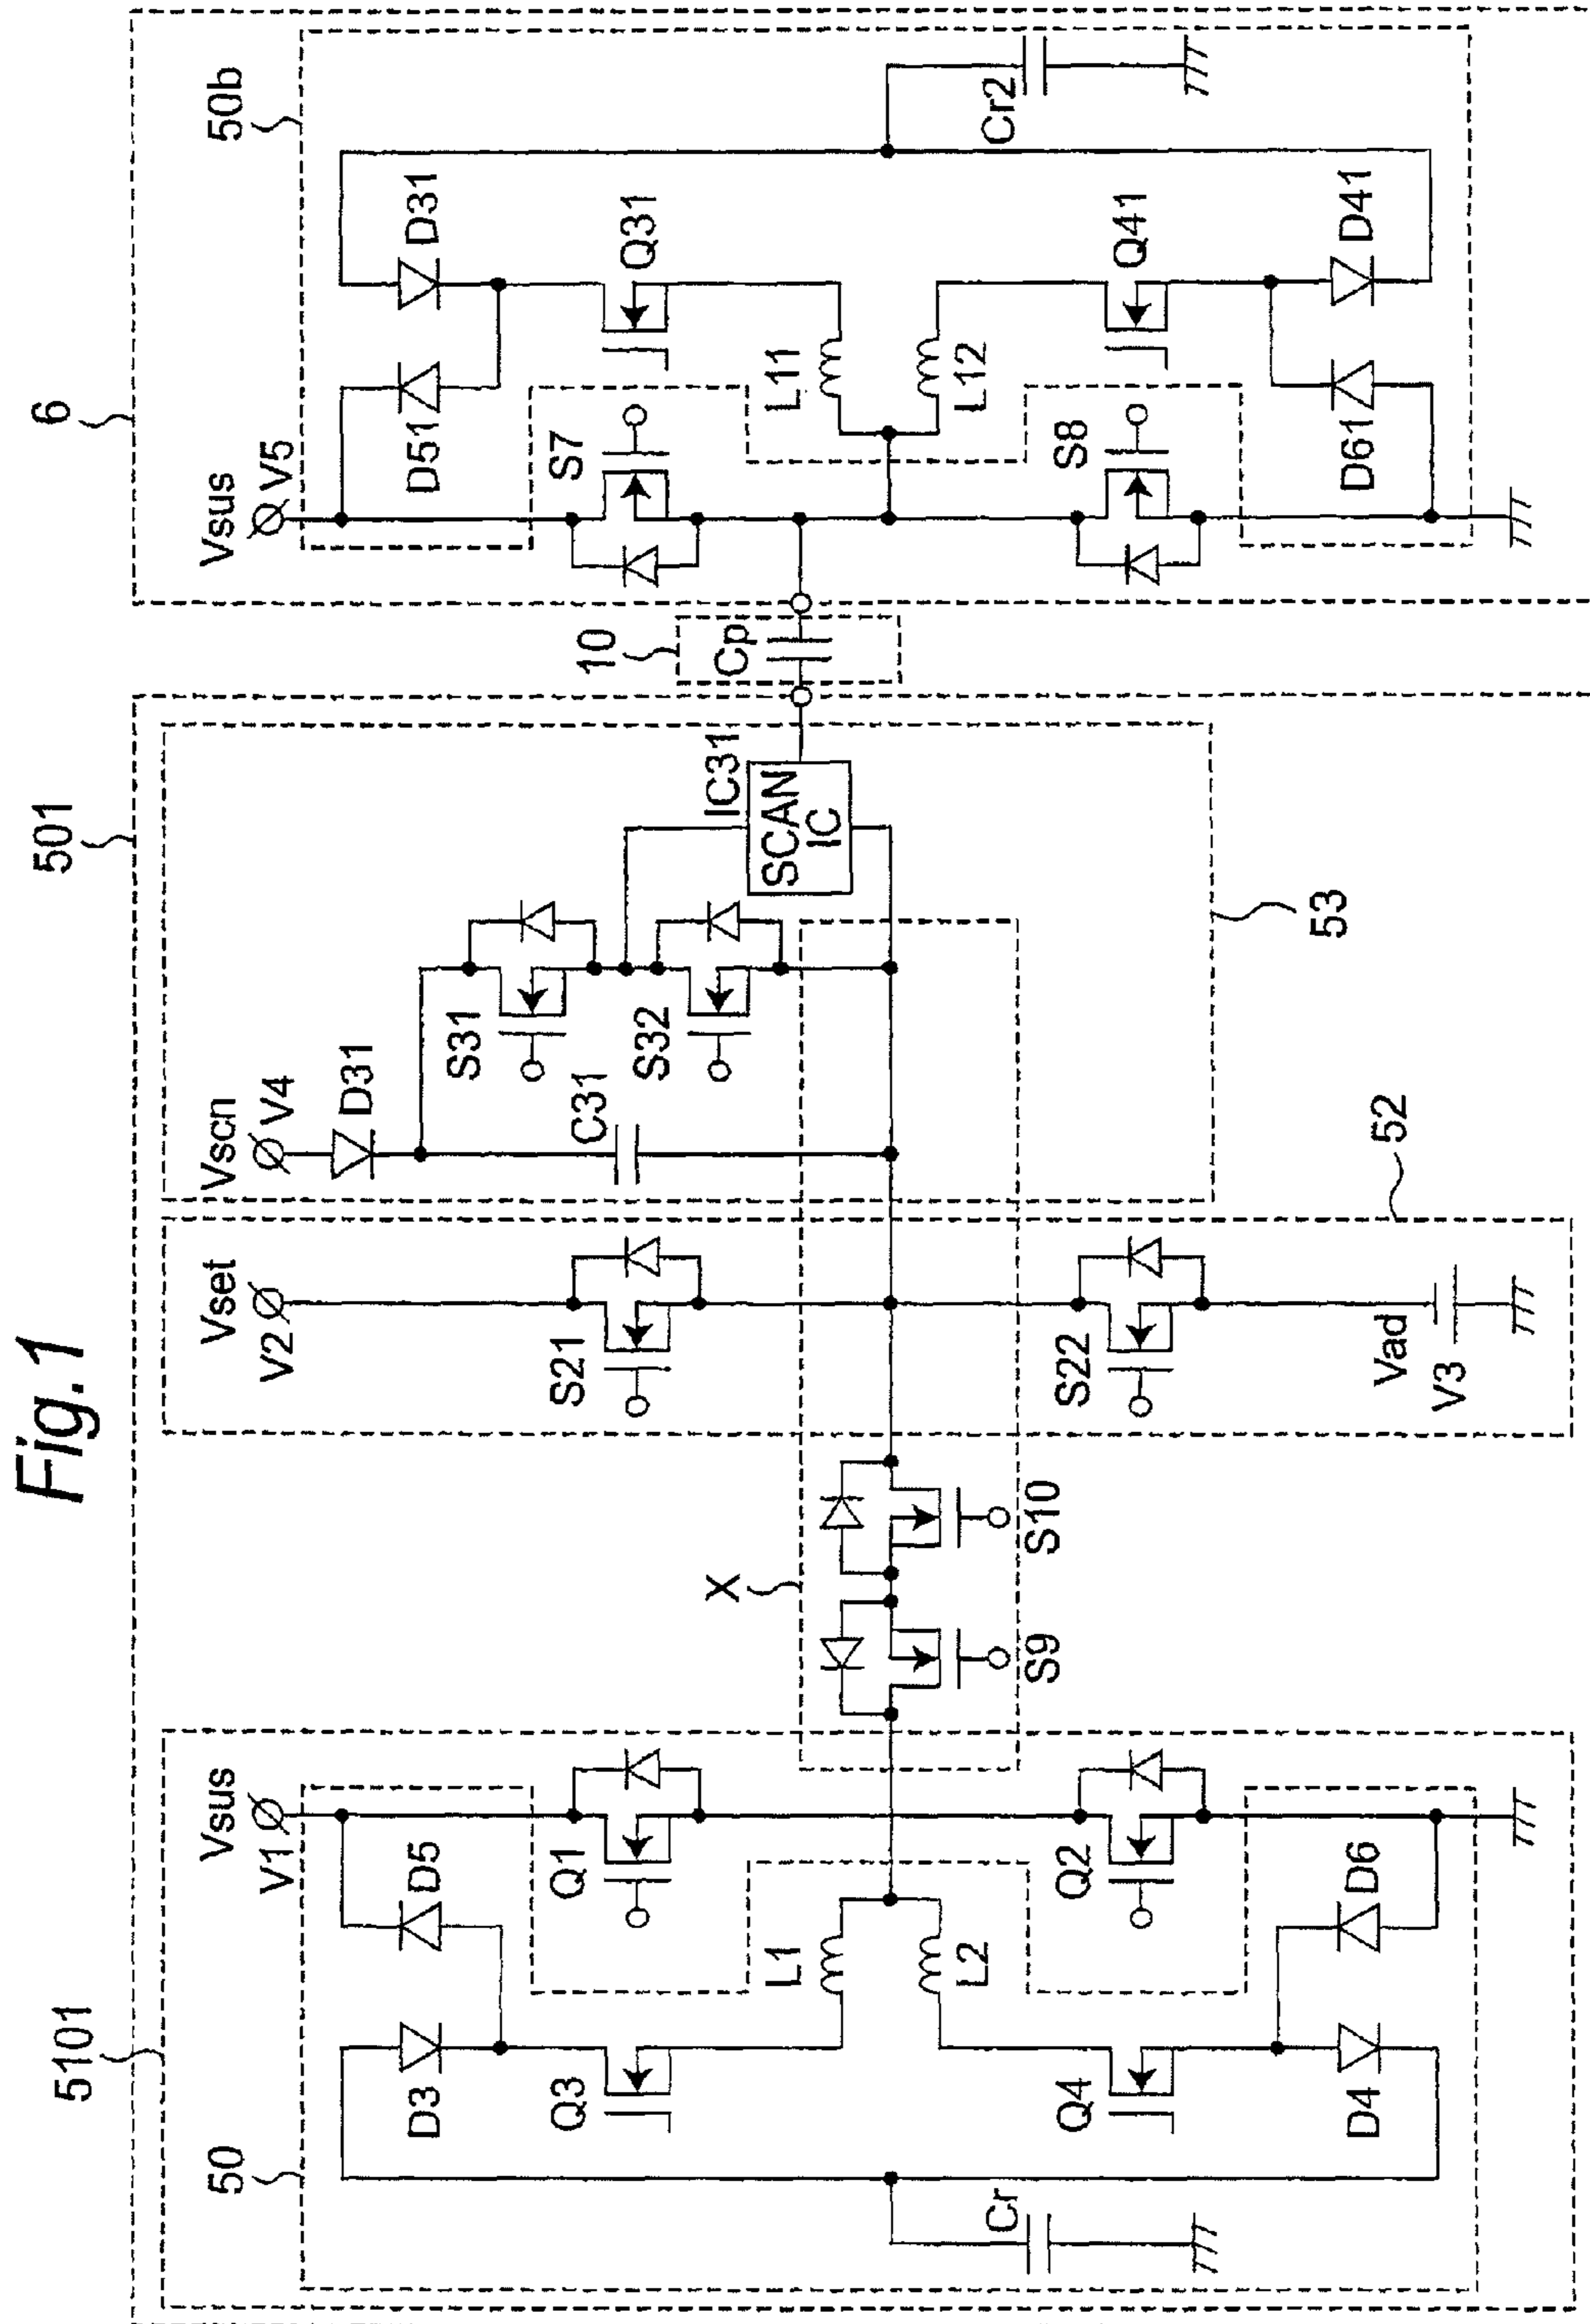 Fig.1
501
6
5101
50
Vsus
V1
D5
D3
Q1
Q3
L1
L2
Q2
Q4
D6
D4
Cr
X
S9
S10
Vset
V2
S21
S22
Vad
V3
52
Vscn
V4
D31
S31
S32
C31
IC31
SCAN
IC
53
10
Cp
Vsus
V5
50b
D51
D31
S7
Q31
L11
L12
S8
Q41
D61
D41
Cr2